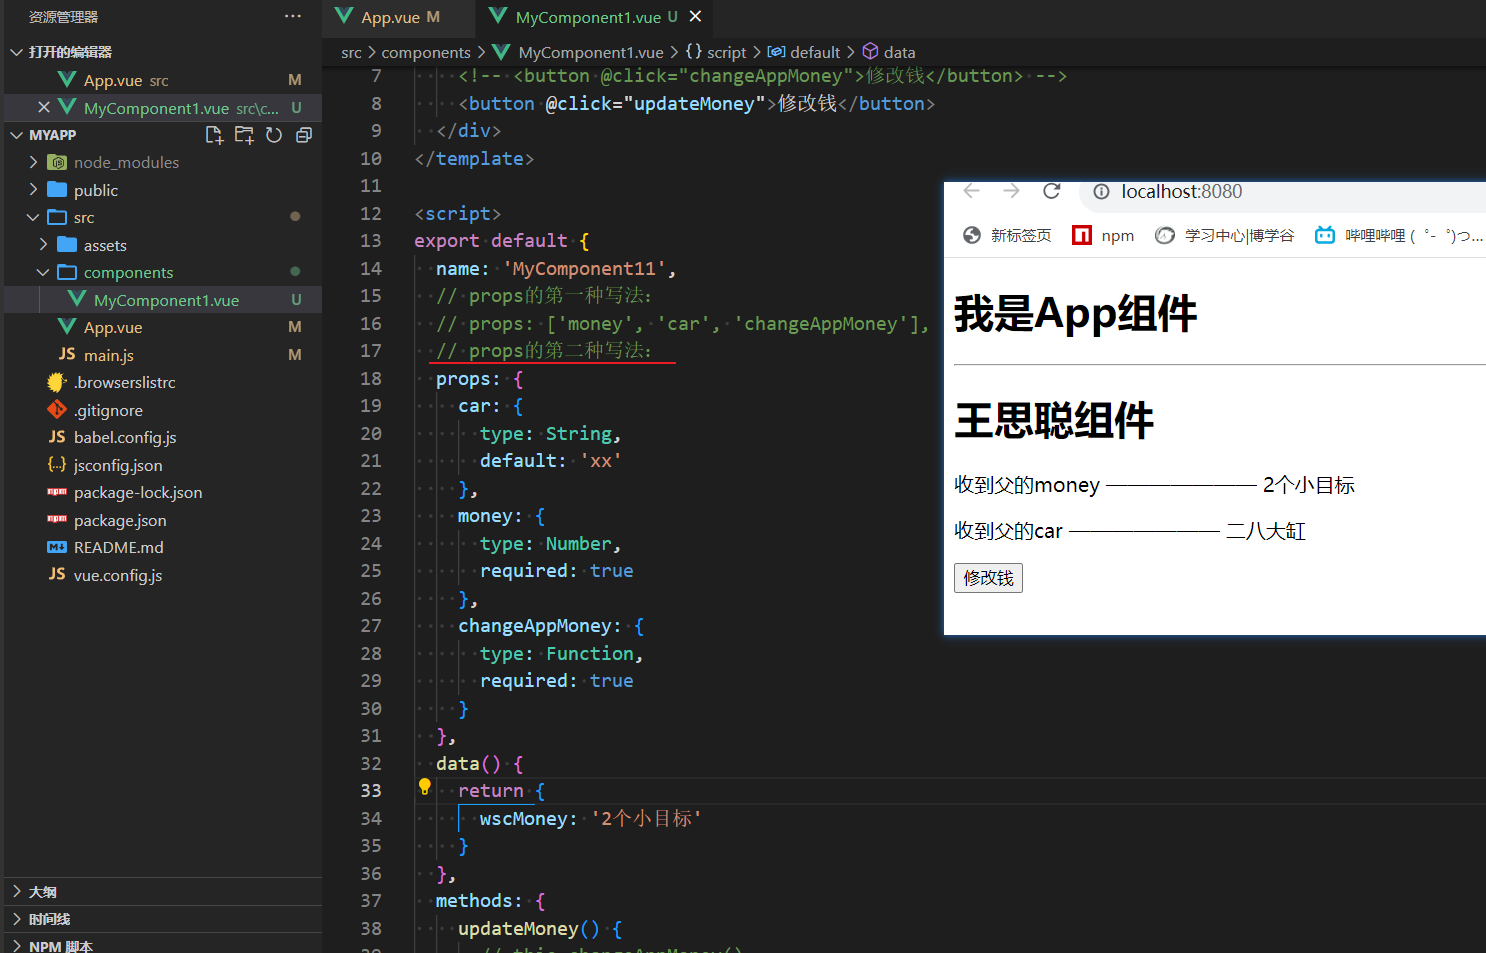 资源管理器 ···
打开的编辑器
App.vue src M
MyComponent1.vue src\c... U
MYAPP
node_modules
public
src
assets
components
MyComponent1.vue U
App.vue M
JS main.js M
.browserslistrc
.gitignore
JS babel.config.js
{..} jsconfig.json
npm package-lock.json
npm package.json
README.md
JS vue.config.js
大纲
时间线
NPM 脚本
App.vue M
MyComponent1.vue U
src > components > MyComponent1.vue > {} script > default > data
7 <!-- <button @click="changeAppMoney">修改钱</button> -->
8 <button @click="updateMoney">修改钱</button>
9 </div>
10 </template>
11
12 <script>
13 export default {
14 name: 'MyComponent11',
15 // props的第一种写法:
16 // props: ['money', 'car', 'changeAppMoney'],
17 // props的第二种写法:
18 props: {
19 car: {
20 type: String,
21 default: 'xx'
22 },
23 money: {
24 type: Number,
25 required: true
26 },
27 changeAppMoney: {
28 type: Function,
29 required: true
30 }
31 },
32 data() {
33 return {
34 wscMoney: '2个小目标'
35 }
36 },
37 methods: {
38 updateMoney() {
39 // this.changeAppMoney()
localhost:8080
新标签页 npm 学习中心|博学谷 哔哩哔哩 (゜-゜)つ...
我是App组件
王思聪组件
收到父的money ———————— 2个小目标
收到父的car ———————— 二八大缸
修改钱